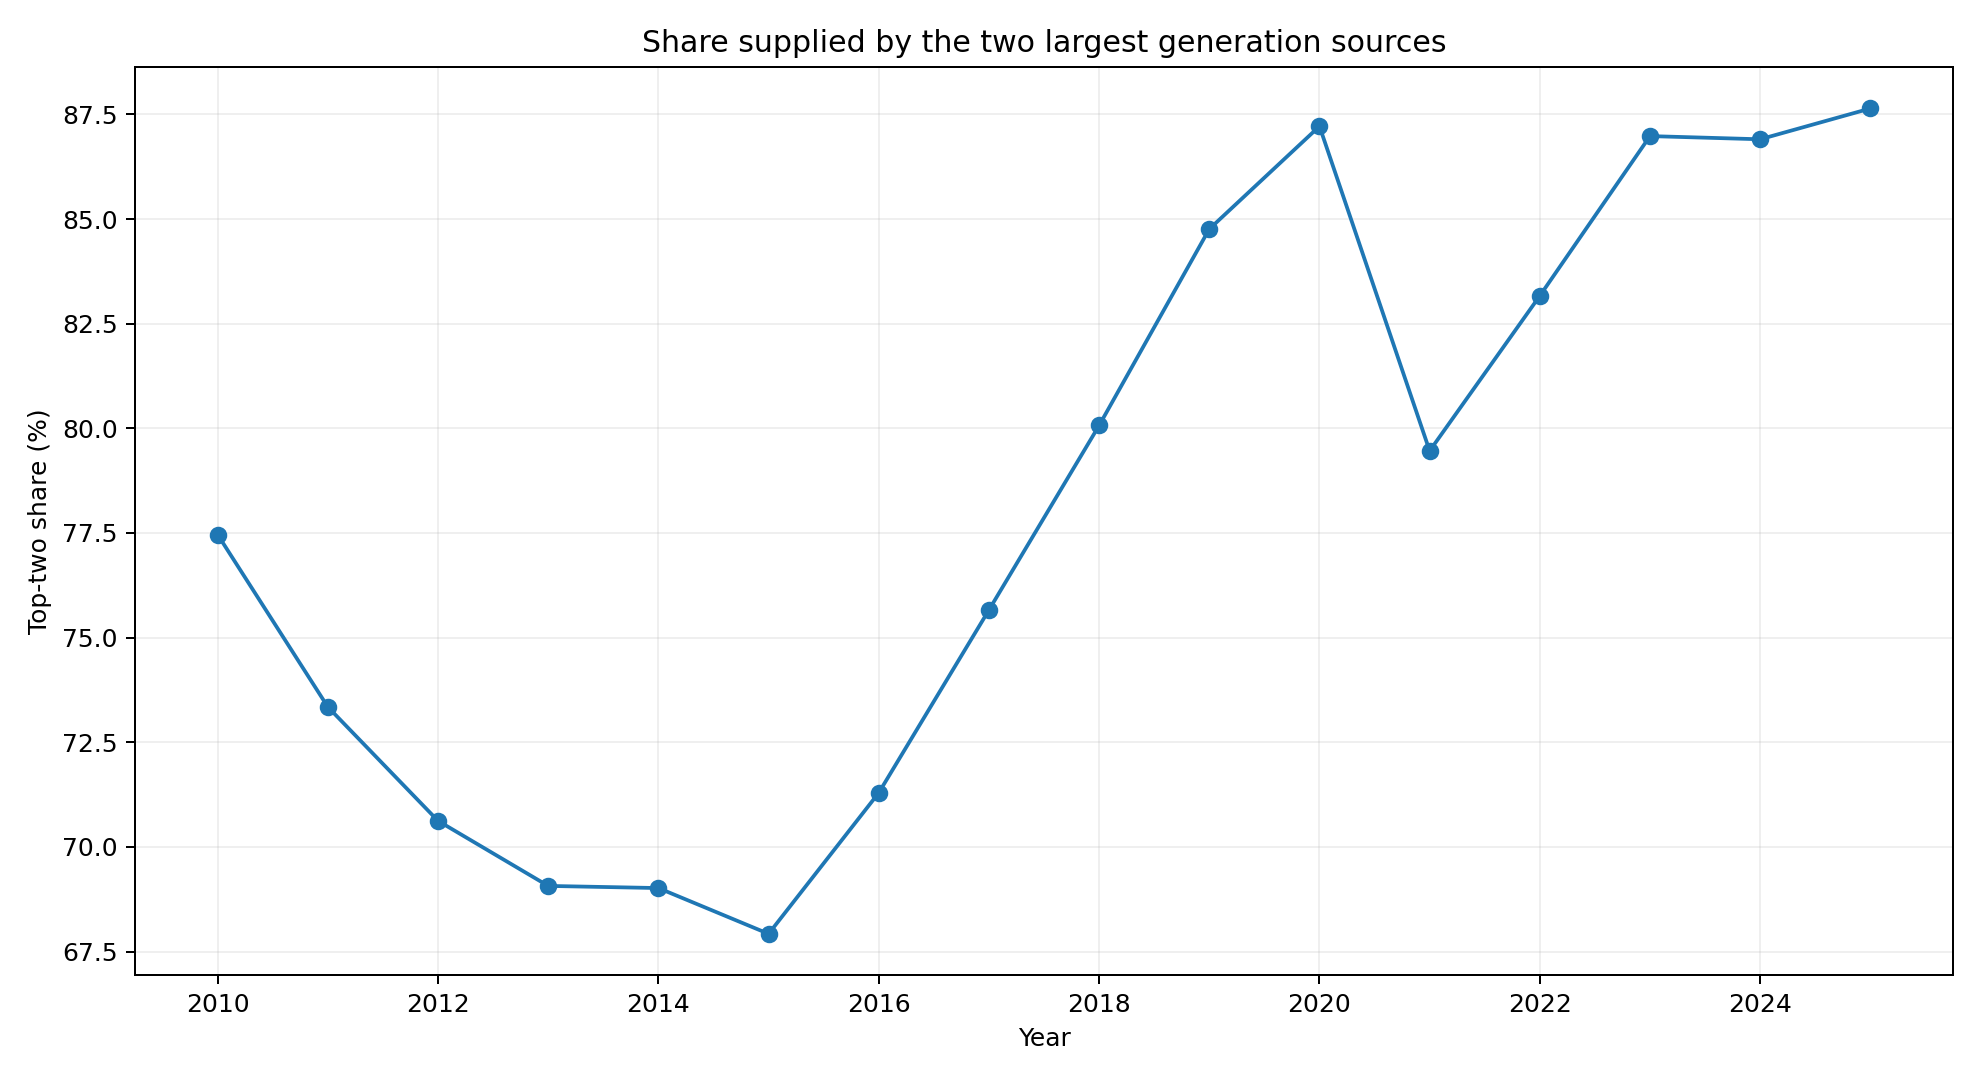 Share supplied by the two largest generation sources
Top-two share (%)
87.5
85.0
82.5
80.0
77.5
75.0
72.5
70.0
67.5
2010 2012 2014 2016 2018 2020 2022 2024
Year